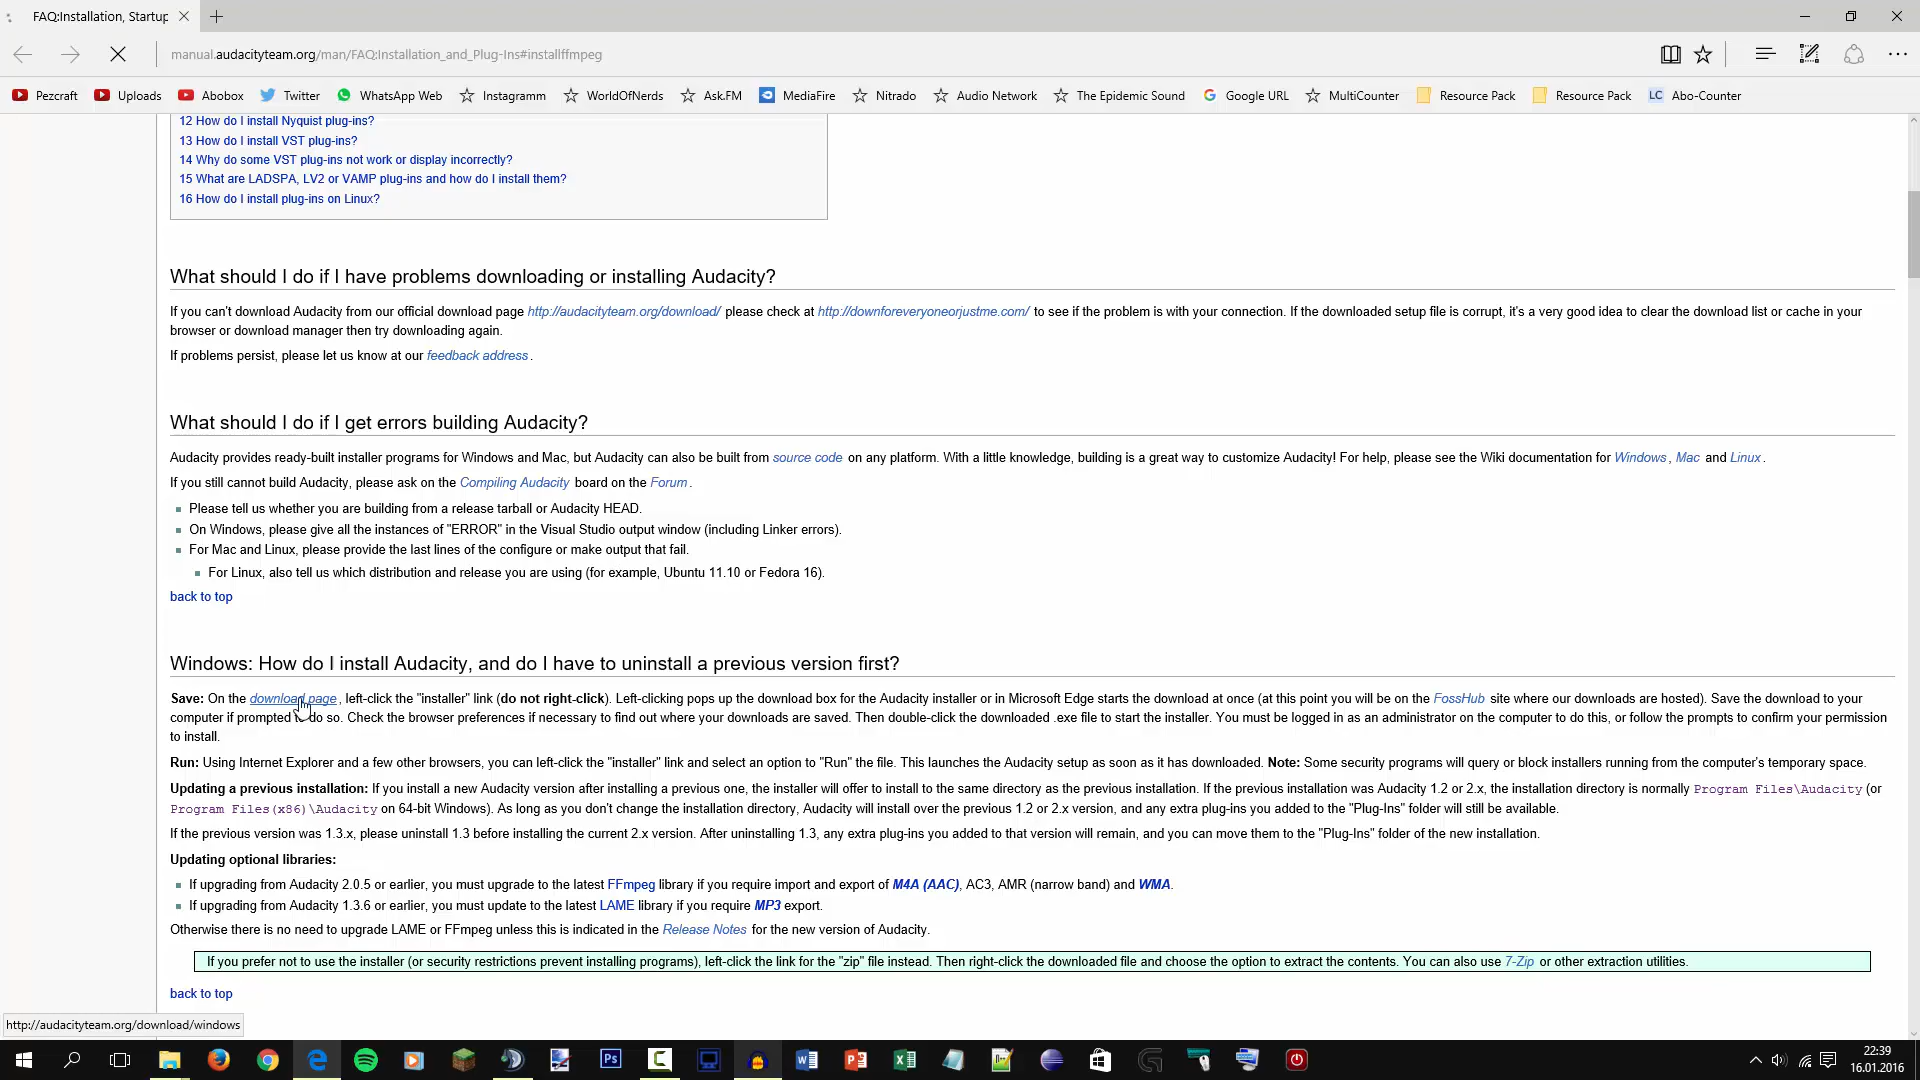 FAQ:Installation, Startup
manual.audacityteam.org/man/FAQ:Installation_and_Plug-Ins#installffmpeg
Pezcraft Uploads Abobox Twitter WhatsApp Web Instagramm WorldOfNerds Ask.FM MediaFire Nitrado Audio Network The Epidemic Sound Google URL MultiCounter Resource Pack Resource Pack LC Abo-Counter
12 How do I install Nyquist plug-ins?
13 How do I install VST plug-ins?
14 Why do some VST plug-ins not work or display incorrectly?
15 What are LADSPA, LV2 or VAMP plug-ins and how do I install them?
16 How do I install plug-ins on Linux?
What should I do if I have problems downloading or installing Audacity?
If you can't download Audacity from our official download page http://audacityteam.org/download/ please check at http://downforeveryoneorjustme.com/ to see if the problem is with your connection. If the downloaded setup file is corrupt, it's a very good idea to clear the download list or cache in your
browser or download manager then try downloading again.
If problems persist, please let us know at our feedback address.
What should I do if I get errors building Audacity?
Audacity provides ready-built installer programs for Windows and Mac, but Audacity can also be built from source code on any platform. With a little knowledge, building is a great way to customize Audacity! For help, please see the Wiki documentation for Windows, Mac and Linux.
If you still cannot build Audacity, please ask on the Compiling Audacity board on the Forum.
Please tell us whether you are building from a release tarball or Audacity HEAD.
On Windows, please give all the instances of "ERROR" in the Visual Studio output window (including Linker errors).
For Mac and Linux, please provide the last lines of the configure or make output that fail.
For Linux, also tell us which distribution and release you are using (for example, Ubuntu 11.10 or Fedora 16).
back to top
Windows: How do I install Audacity, and do I have to uninstall a previous version first?
Save: On the download page, left-click the "installer" link (do not right-click). Left-clicking pops up the download box for the Audacity installer or in Microsoft Edge starts the download at once (at this point you will be on the FossHub site where our downloads are hosted). Save the download to your
computer if prompted to do so. Check the browser preferences if necessary to find out where your downloads are saved. Then double-click the downloaded .exe file to start the installer. You must be logged in as an administrator on the computer to do this, or follow the prompts to confirm your permission
to install.
Run: Using Internet Explorer and a few other browsers, you can left-click the "installer" link and select an option to "Run" the file. This launches the Audacity setup as soon as it has downloaded. Note: Some security programs will query or block installers running from the computer's temporary space.
Updating a previous installation: If you install a new Audacity version after installing a previous one, the installer will offer to install to the same directory as the previous installation. If the previous installation was Audacity 1.2 or 2.x, the installation directory is normally Program Files\Audacity (or
Program Files(x86)\Audacity on 64-bit Windows). As long as you don't change the installation directory, Audacity will install over the previous 1.2 or 2.x version, and any extra plug-ins you added to the "Plug-Ins" folder will still be available.
If the previous version was 1.3.x, please uninstall 1.3 before installing the current 2.x version. After uninstalling 1.3, any extra plug-ins you added to that version will remain, and you can move them to the "Plug-Ins" folder of the new installation.
Updating optional libraries:
If upgrading from Audacity 2.0.5 or earlier, you must upgrade to the latest FFmpeg library if you require import and export of M4A (AAC), AC3, AMR (narrow band) and WMA.
If upgrading from Audacity 1.3.6 or earlier, you must update to the latest LAME library if you require MP3 export.
Otherwise there is no need to upgrade LAME or FFmpeg unless this is indicated in the Release Notes for the new version of Audacity.
If you prefer not to use the installer (or security restrictions prevent installing programs), left-click the link for the "zip" file instead. Then right-click the downloaded file and choose the option to extract the contents. You can also use 7-Zip or other extraction utilities.
back to top
http://audacityteam.org/download/windows
Ps
22:39
16.01.2016